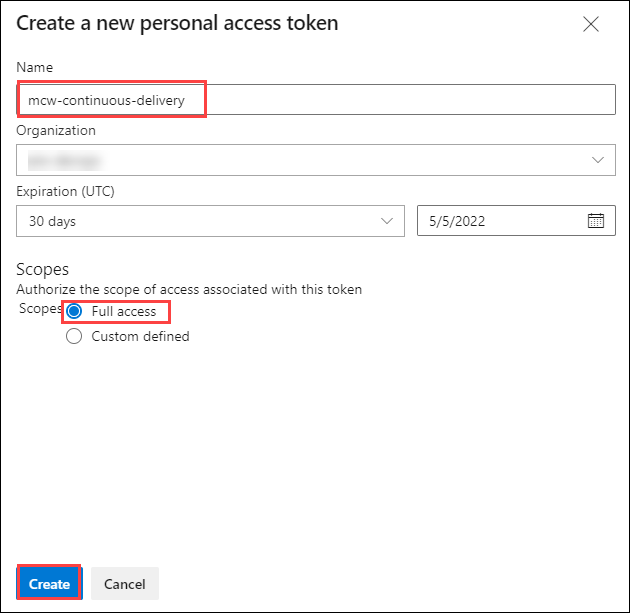 Create a new personal access token
Name
mcw-continuous-delivery
Organization
Expiration (UTC)
30 days 5/5/2022
Scopes
Authorize the scope of access associated with this token
Scopes Full access
Custom defined
Create Cancel